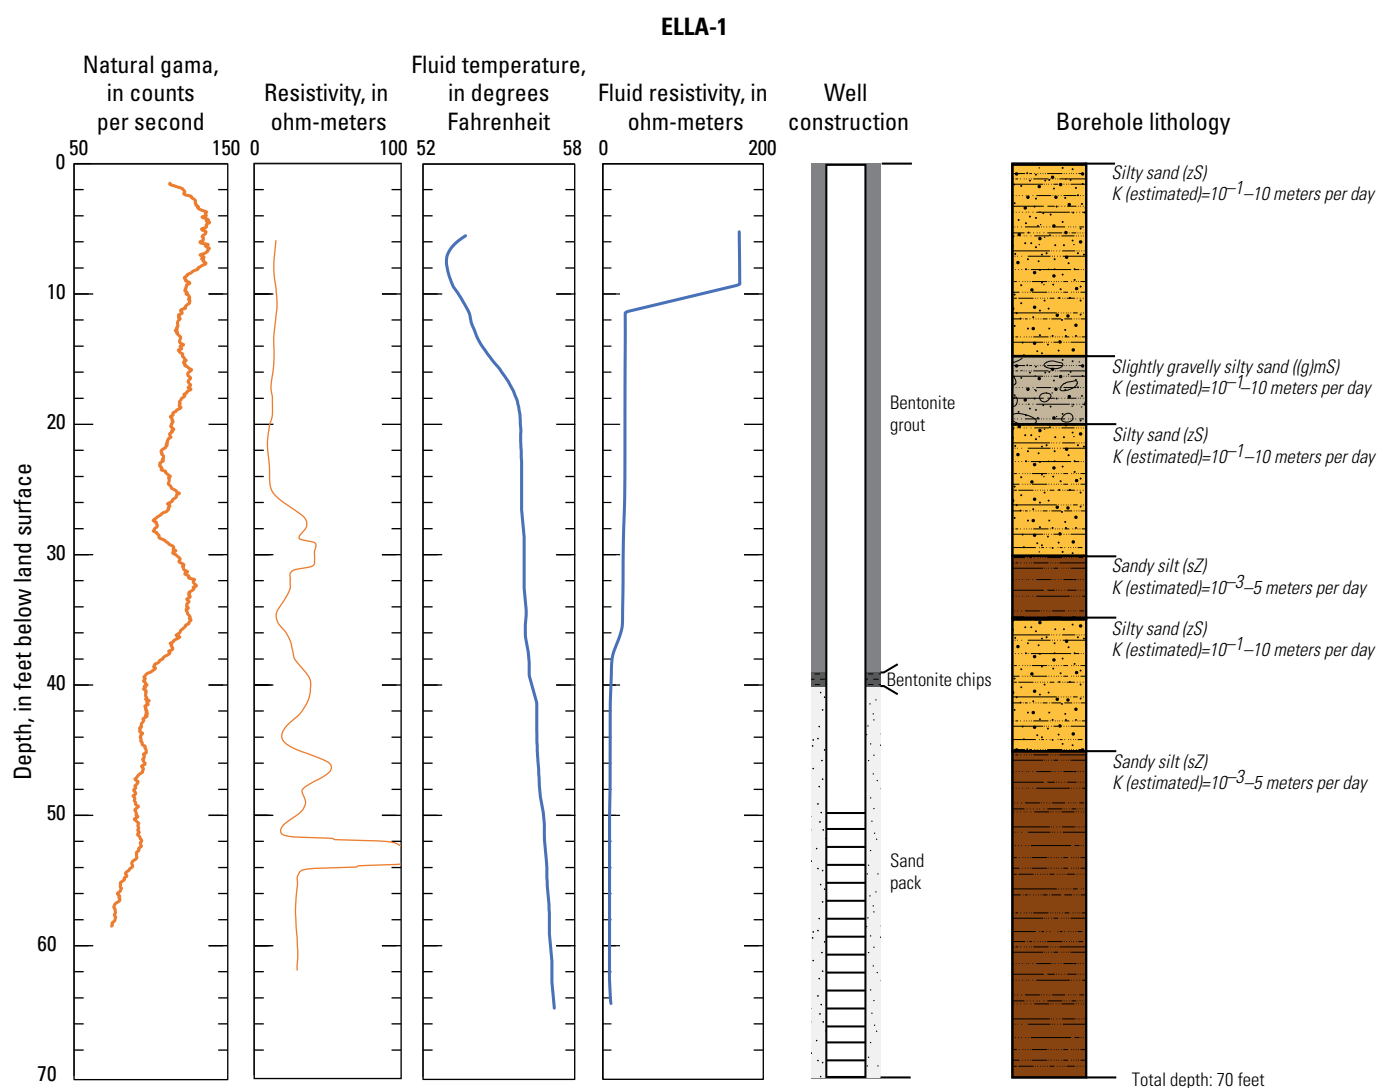 ELLA-1
Natural gama,
in counts
per second
Resistivity, in
ohm-meters
Fluid temperature,
in degrees
Fahrenheit
Fluid resistivity, in
ohm-meters
Well
construction
Borehole lithology
50 150 0 100 52 58 0 200
0
10
20
30
40
50
60
70
Depth, in feet below land surface
Bentonite
grout
Bentonite chips
Sand
pack
Silty sand (zS)
K (estimated)=10⁻¹–10 meters per day
Slightly gravelly silty sand ((g)mS)
K (estimated)=10⁻¹–10 meters per day
Silty sand (zS)
K (estimated)=10⁻¹–10 meters per day
Sandy silt (sZ)
K (estimated)=10⁻³–5 meters per day
Silty sand (zS)
K (estimated)=10⁻¹–10 meters per day
Sandy silt (sZ)
K (estimated)=10⁻³–5 meters per day
Total depth: 70 feet